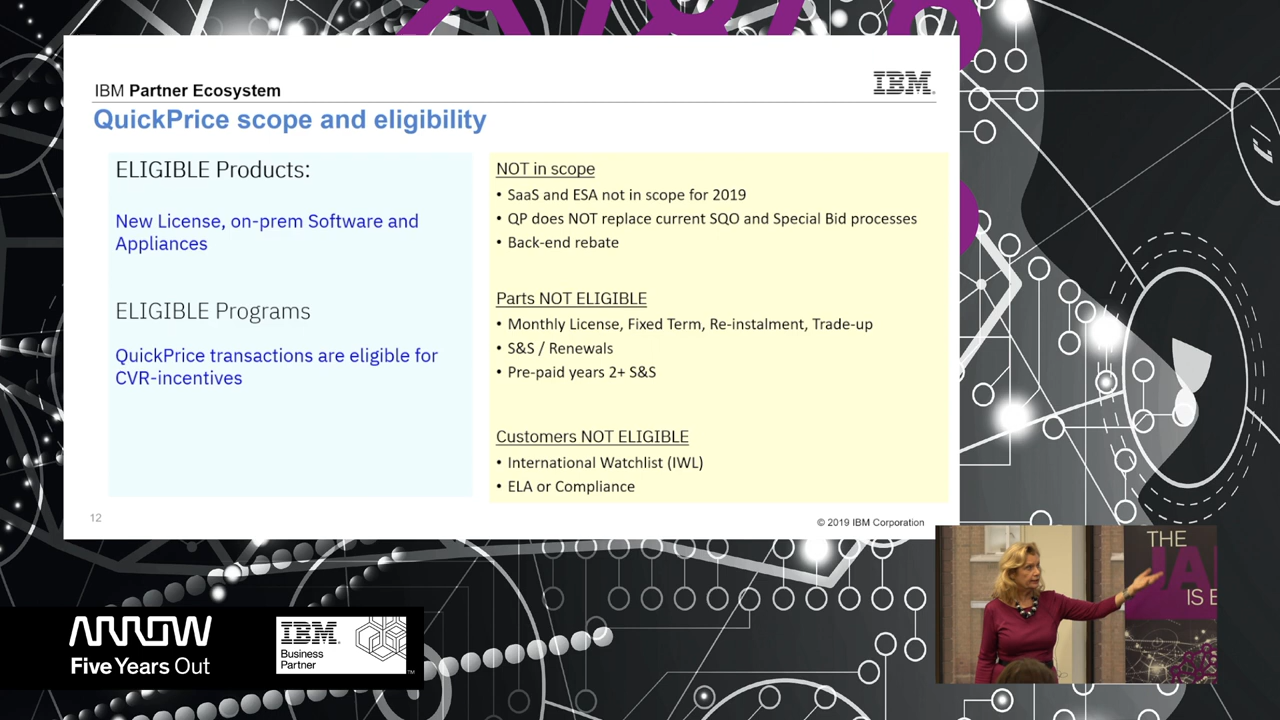 IBM Partner Ecosystem
IBM
QuickPrice scope and eligibility
ELIGIBLE Products:
New License, on-prem Software and
Appliances
ELIGIBLE Programs
QuickPrice transactions are eligible for
CVR-incentives
NOT in scope
• SaaS and ESA not in scope for 2019
• QP does NOT replace current SQO and Special Bid processes
• Back-end rebate
Parts NOT ELIGIBLE
• Monthly License, Fixed Term, Re-instalment, Trade-up
• S&S / Renewals
• Pre-paid years 2+ S&S
Customers NOT ELIGIBLE
• International Watchlist (IWL)
• ELA or Compliance
12
© 2019 IBM Corporation
THE
IS
ARROW
Five Years Out
IBM
Business
Partner